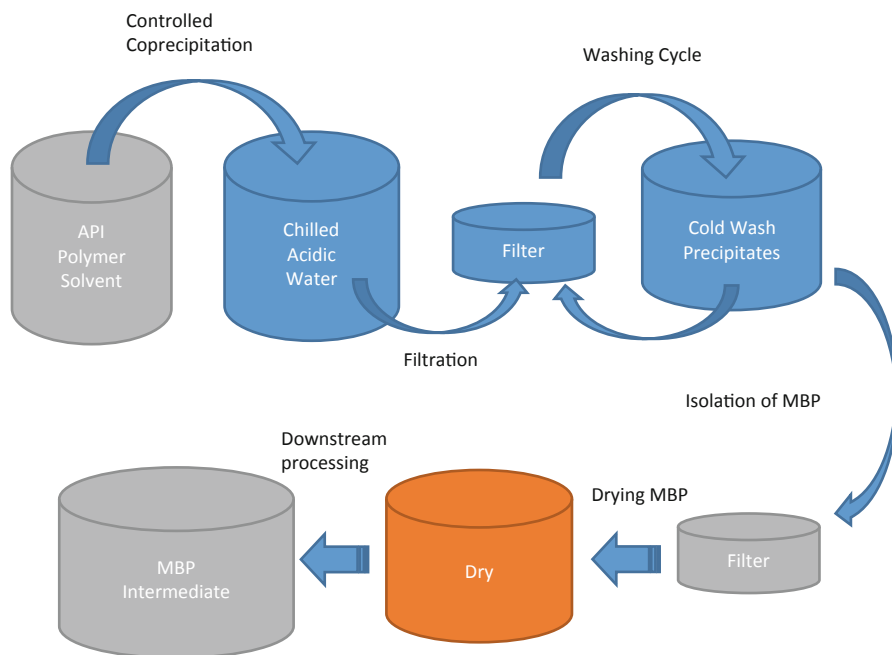 Controlled
Coprecipitation
Washing Cycle
API
Polymer
Solvent
Chilled
Acidic
Water
Filter
Cold Wash
Precipitates
Filtration
Isolation of MBP
Downstream
processing
Drying MBP
MBP
Intermediate
Dry
Filter